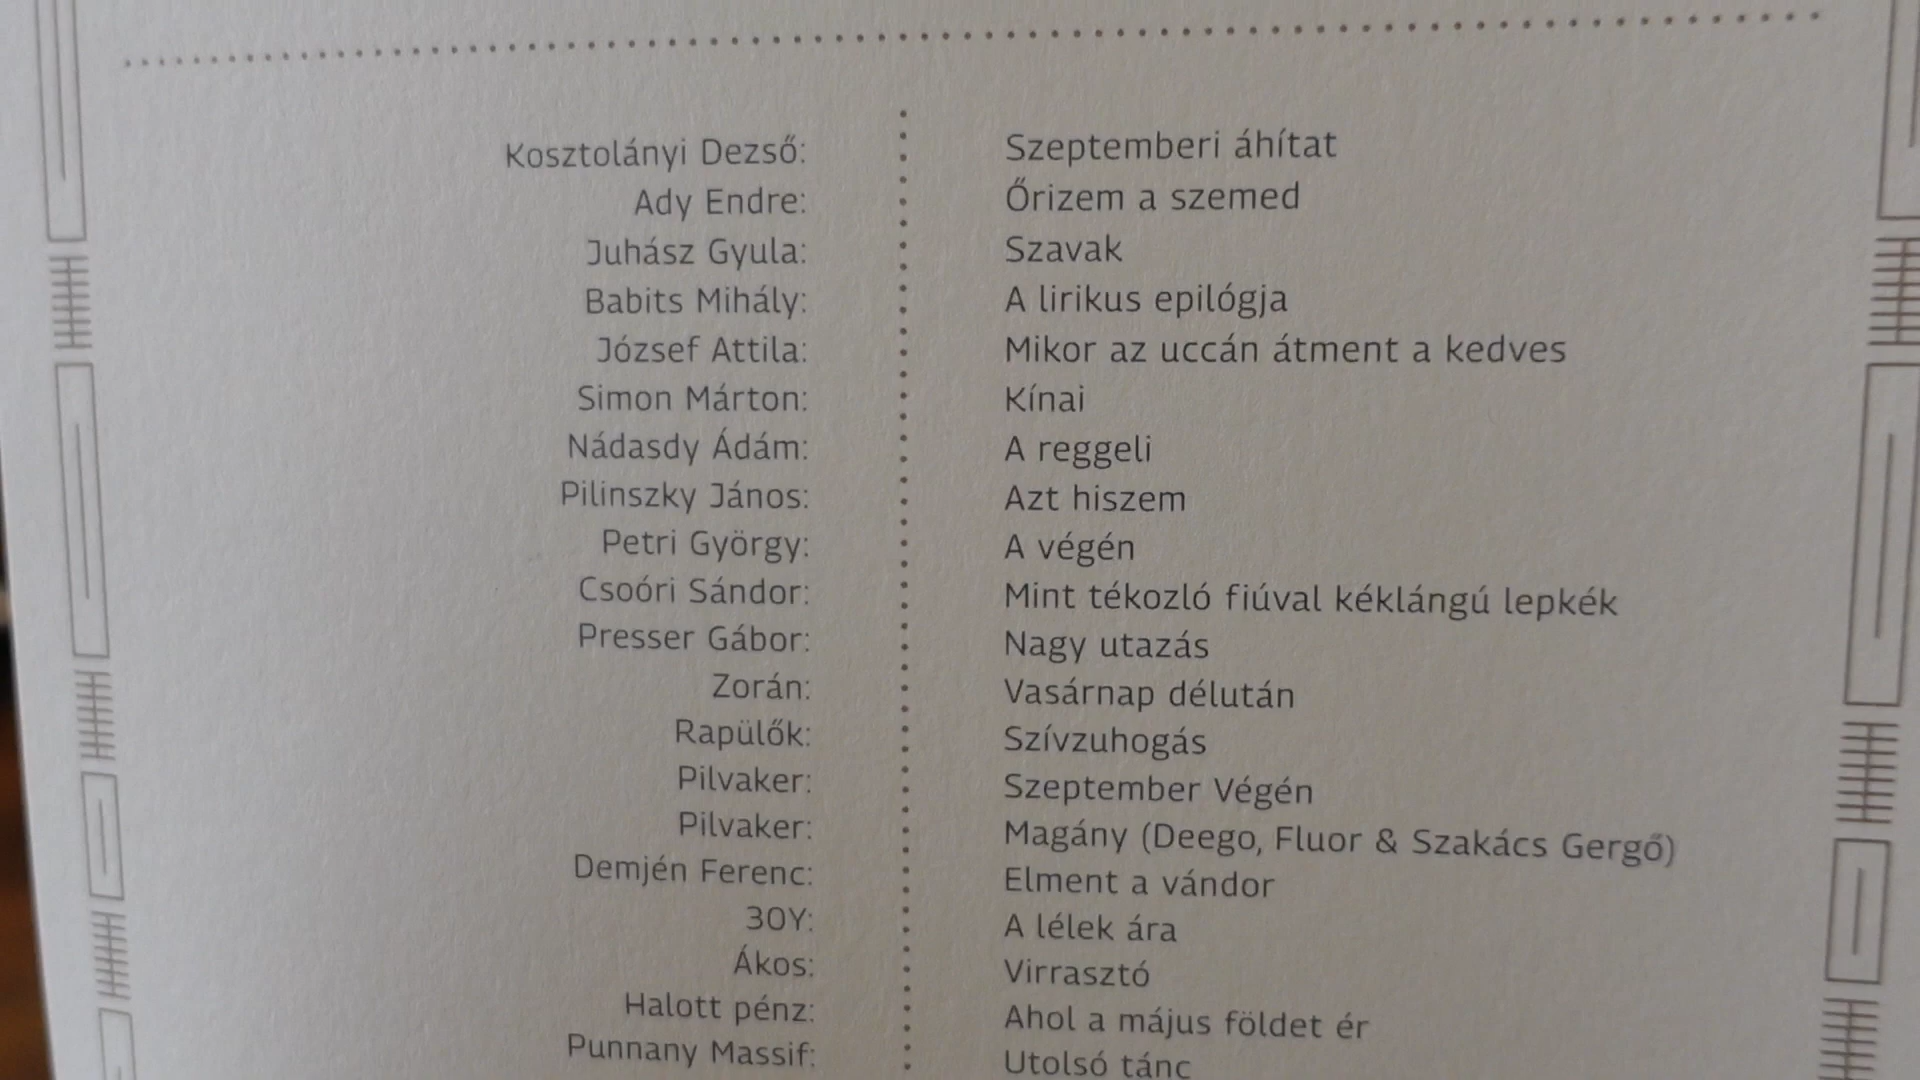 Kosztolányi Dezső: Szeptemberi áhítat
Ady Endre: Őrizem a szemed
Juhász Gyula: Szavak
Babits Mihály: A lirikus epilógja
József Attila: Mikor az uccán átment a kedves
Simon Márton: Kínai
Nádasdy Ádám: A reggeli
Pilinszky János: Azt hiszem
Petri György: A végén
Csoóri Sándor: Mint tékozló fiúval kéklángú lepkék
Presser Gábor: Nagy utazás
Zorán: Vasárnap délután
Rapülők: Szívzuhogás
Pilvaker: Szeptember Végén
Pilvaker: Magány (Deego, Fluor & Szakács Gergő)
Demjén Ferenc: Elment a vándor
30Y: A lélek ára
Ákos: Virrasztó
Halott pénz: Ahol a május földet ér
Punnany Massif: Utolsó tánc